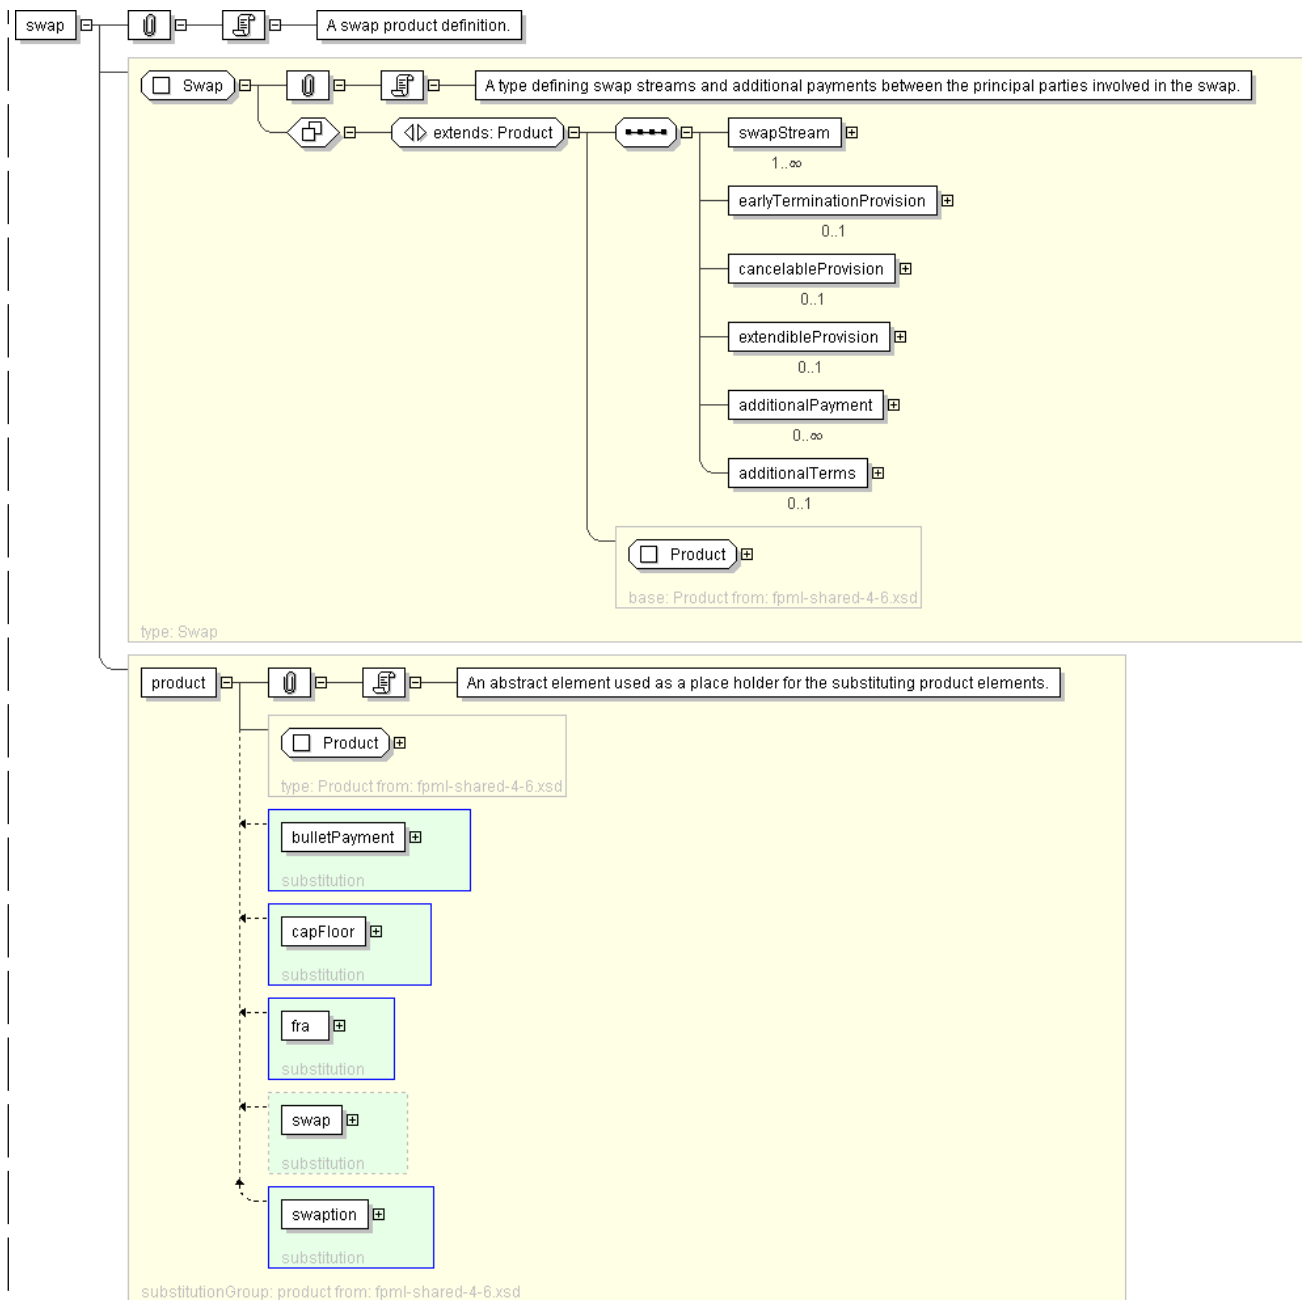 swap
A swap product definition.
Swap
A type defining swap streams and additional payments between the principal parties involved in the swap.
extends: Product
swapStream
1..∞
earlyTerminationProvision
0..1
cancelableProvision
0..1
extendibleProvision
0..1
additionalPayment
0..∞
additionalTerms
0..1
Product
base: Product from: fpml-shared-4-6.xsd
type: Swap
product
An abstract element used as a place holder for the substituting product elements.
Product
type: Product from: fpml-shared-4-6.xsd
bulletPayment
substitution
capFloor
substitution
fra
substitution
swap
substitution
swaption
substitution
substitutionGroup: product from: fpml-shared-4-6.xsd